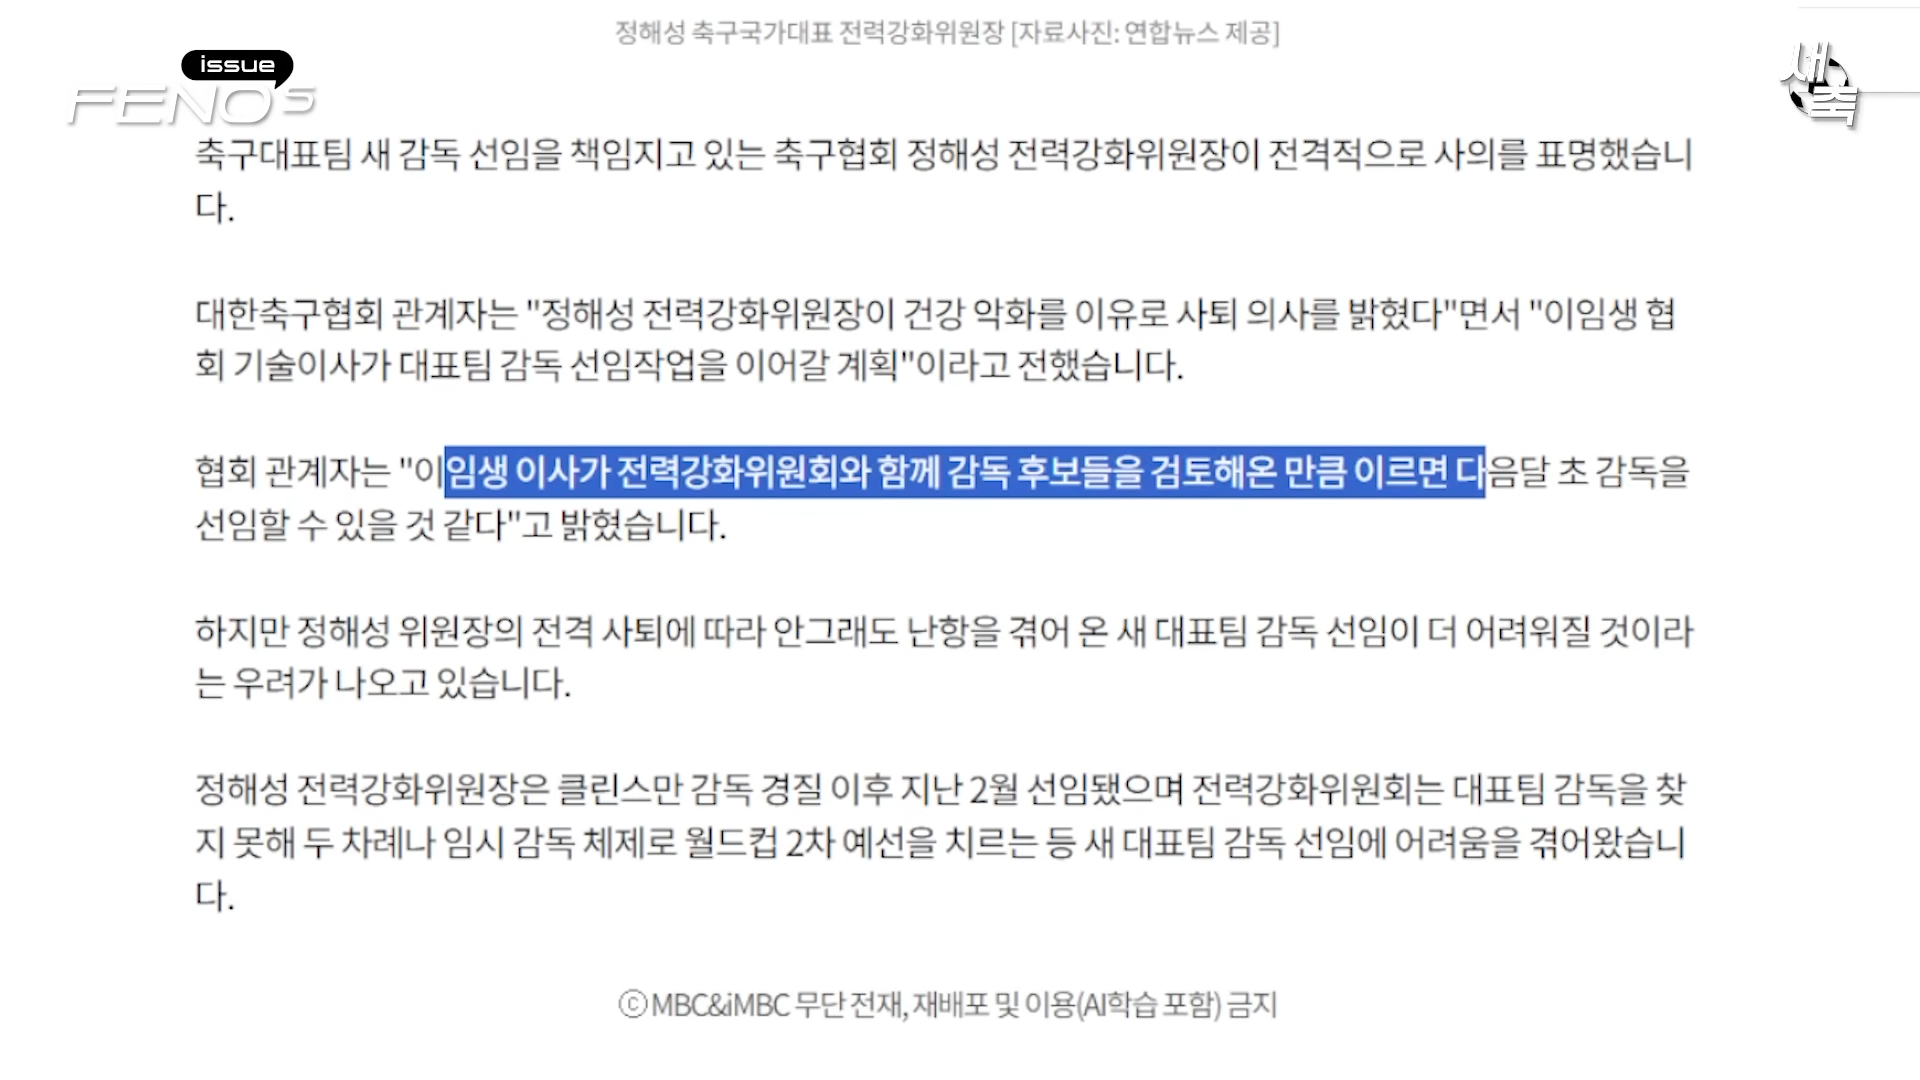 정해성 축구국가대표 전력강화위원장 [자료사진: 연합뉴스 제공]
issue
FENO5
새축
축구대표팀 새 감독 선임을 책임지고 있는 축구협회 정해성 전력강화위원장이 전격적으로 사의를 표명했습니
다.
대한축구협회 관계자는 "정해성 전력강화위원장이 건강 악화를 이유로 사퇴 의사를 밝혔다"면서 "이임생 협
회 기술이사가 대표팀 감독 선임작업을 이어갈 계획"이라고 전했습니다.
협회 관계자는 "이임생 이사가 전력강화위원회와 함께 감독 후보들을 검토해온 만큼 이르면 다음달 초 감독을
선임할 수 있을 것 같다"고 밝혔습니다.
하지만 정해성 위원장의 전격 사퇴에 따라 안그래도 난항을 겪어 온 새 대표팀 감독 선임이 더 어려워질 것이라
는 우려가 나오고 있습니다.
정해성 전력강화위원장은 클린스만 감독 경질 이후 지난 2월 선임됐으며 전력강화위원회는 대표팀 감독을 찾
지 못해 두 차례나 임시 감독 체제로 월드컵 2차 예선을 치르는 등 새 대표팀 감독 선임에 어려움을 겪어왔습니
다.
ⓒ MBC&iMBC 무단 전재, 재배포 및 이용(AI학습 포함) 금지